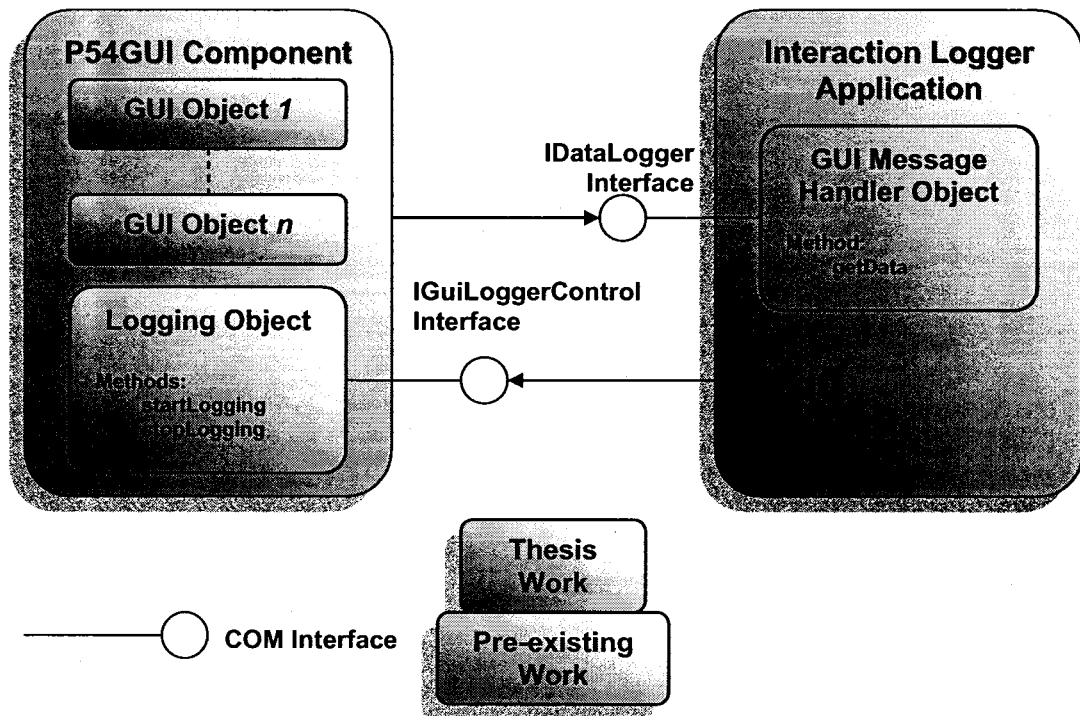 P54GUI Component
GUI Object 1
GUI Object n
Logging Object
Methods:
startLogging
stopLogging
IDataLogger
Interface
IGuiLoggerControl
Interface
Interaction Logger
Application
GUI Message
Handler Object
Method:
getData
COM Interface
Thesis
Work
Pre-existing
Work